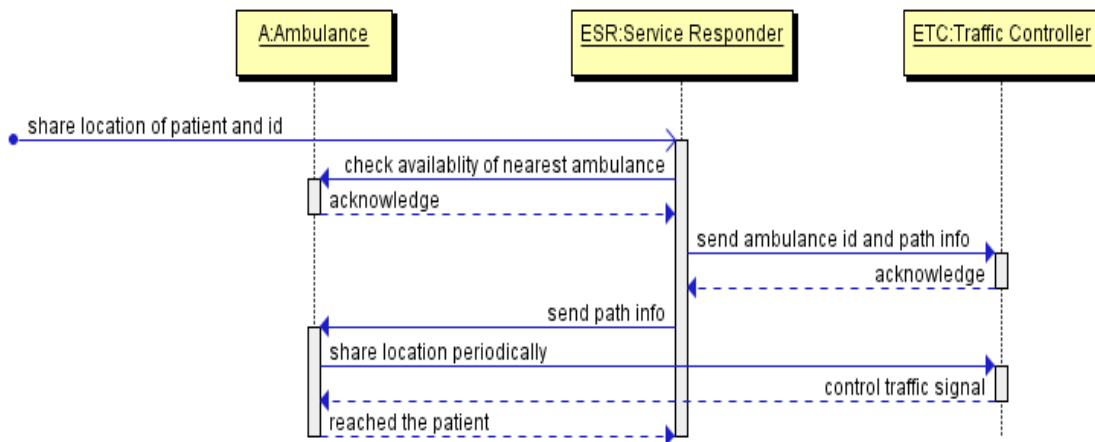 A:Ambulance
ESR:Service Responder
ETC:Traffic Controller
share location of patient and id
check availablity of nearest ambulance
acknowledge
send ambulance id and path info
acknowledge
send path info
share location periodically
control traffic signal
reached the patient